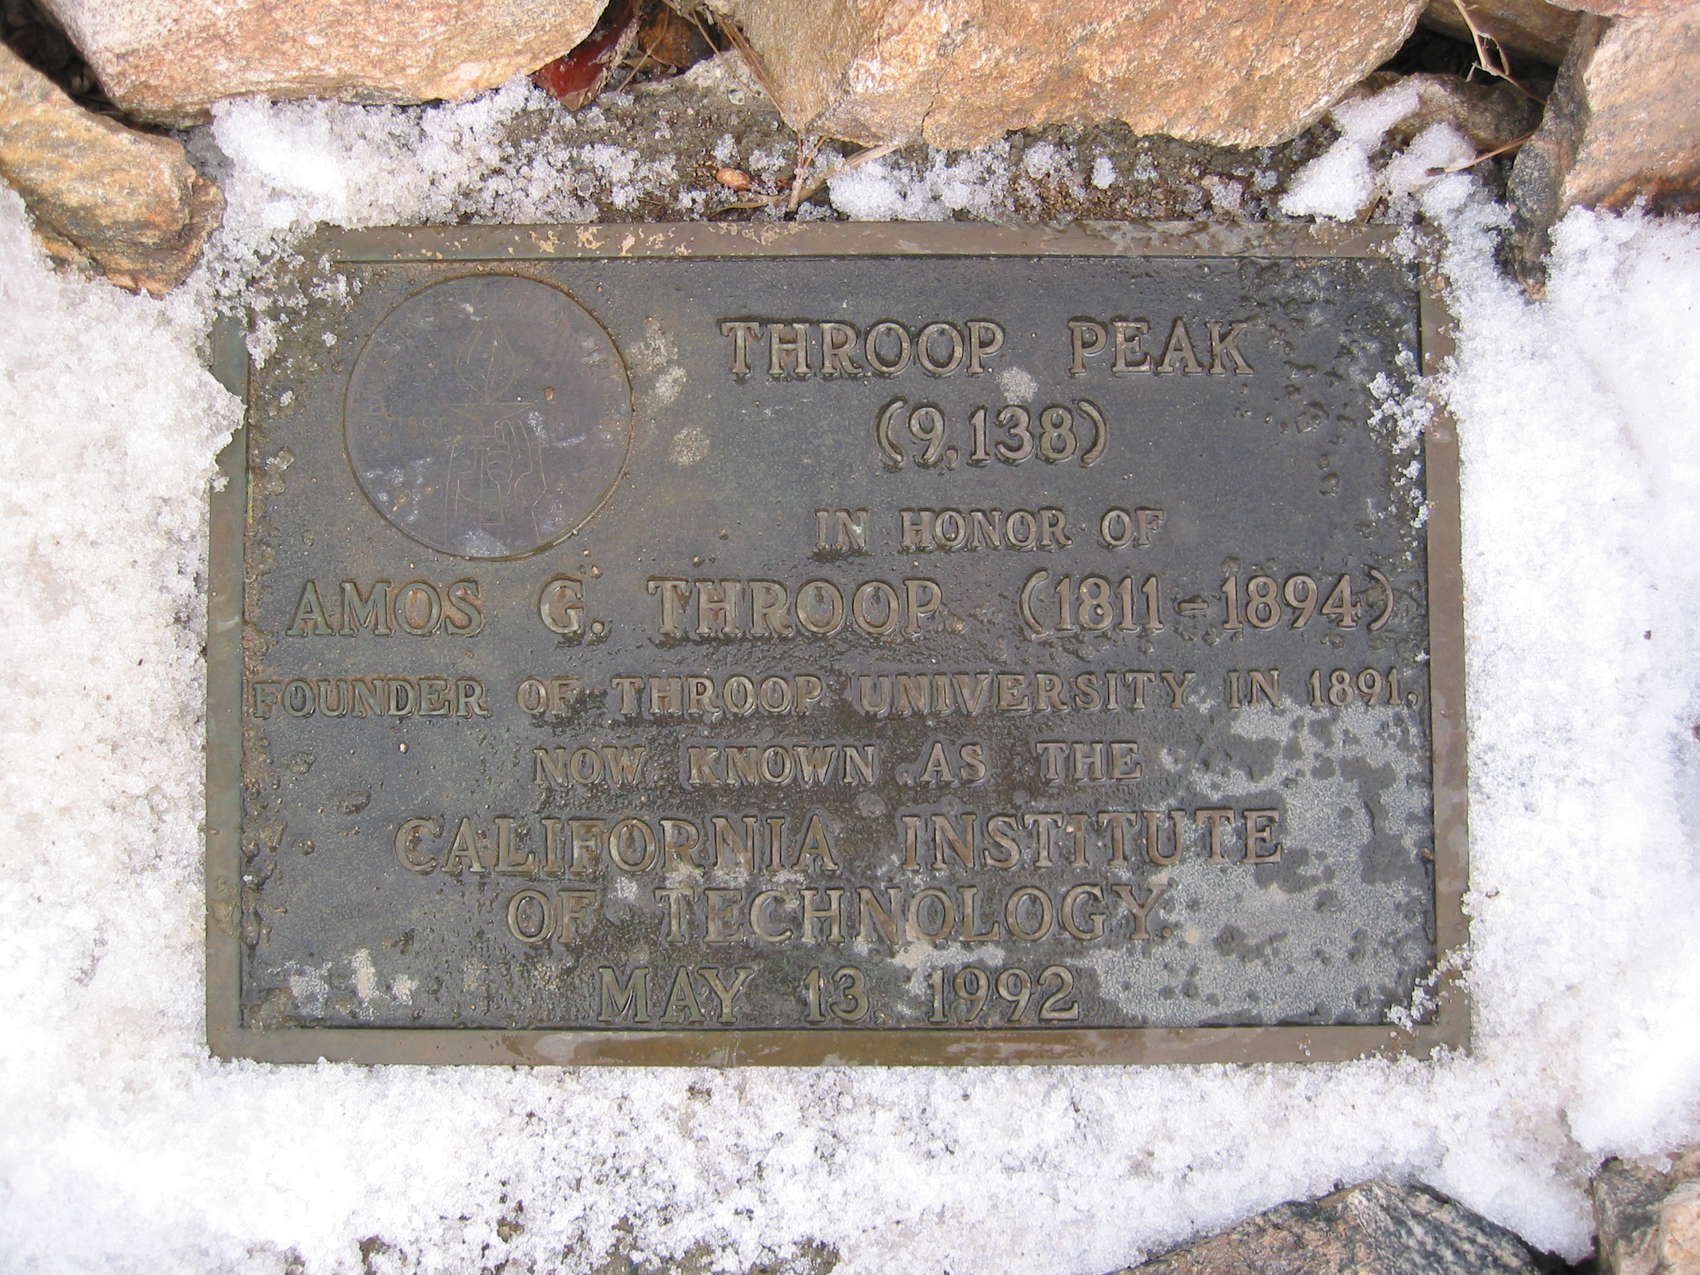 THROOP PEAK
(9,138)
IN HONOR OF
AMOS G. THROOP (1811-1894)
FOUNDER OF THROOP UNIVERSITY IN 1891,
NOW KNOWN AS THE
CALIFORNIA INSTITUTE
OF TECHNOLOGY.
MAY 13, 1992